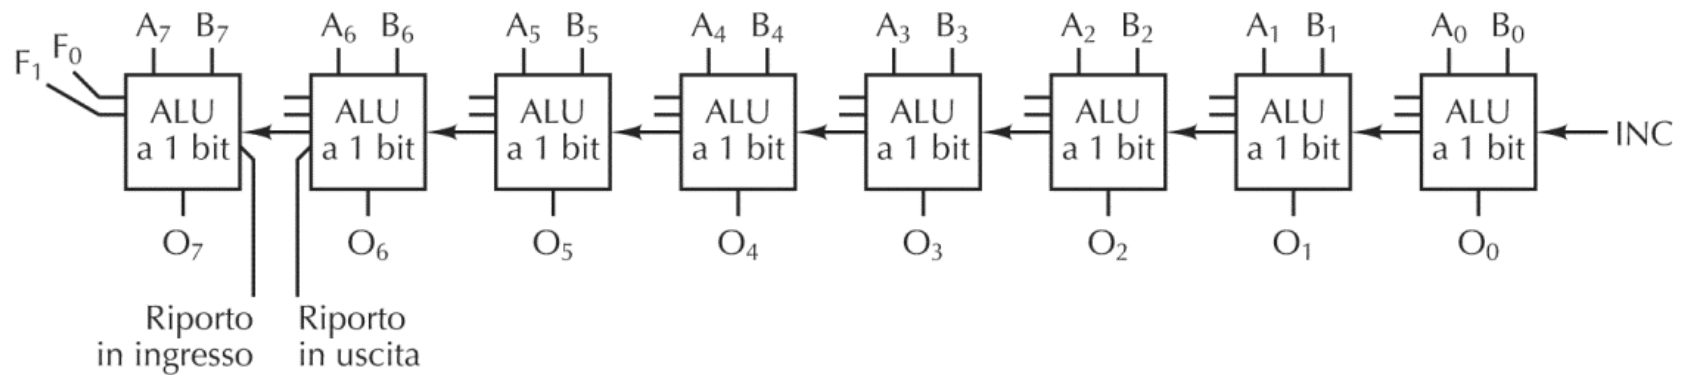 A7 B7 A6 B6 A5 B5 A4 B4 A3 B3 A2 B2 A1 B1 A0 B0
F1 F0
ALU ALU ALU ALU ALU ALU ALU ALU
a 1 bit a 1 bit a 1 bit a 1 bit a 1 bit a 1 bit a 1 bit a 1 bit INC
O7 O6 O5 O4 O3 O2 O1 O0
Riporto
in ingresso
Riporto
in uscita